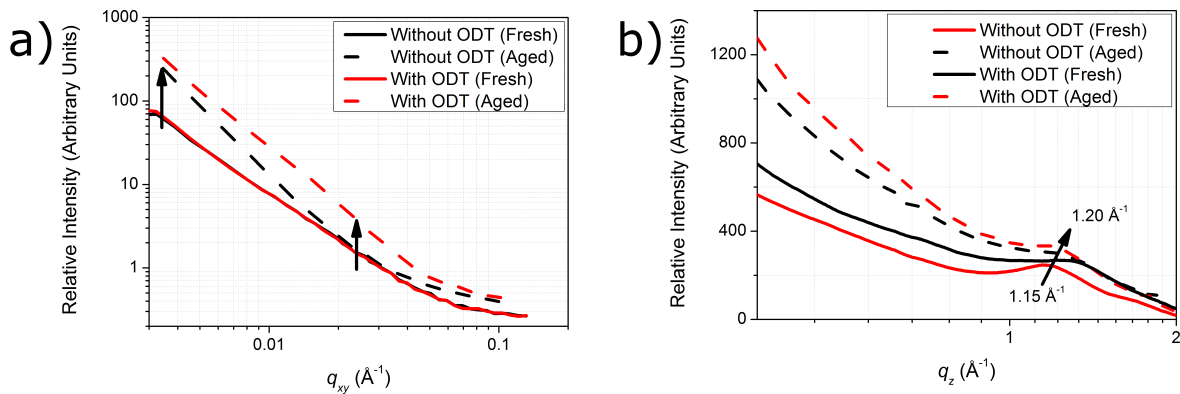 a)
1000
100
10
1
Relative Intensity (Arbitrary Units)
Without ODT (Fresh)
Without ODT (Aged)
With ODT (Fresh)
With ODT (Aged)
0.01
0.1
qxy (Å-1)
b)
1200
800
400
0
Relative Intensity (Arbitrary Units)
Without ODT (Fresh)
Without ODT (Aged)
With ODT (Fresh)
With ODT (Aged)
1.20 Å-1
1.15 Å-1
1
2
qz (Å-1)